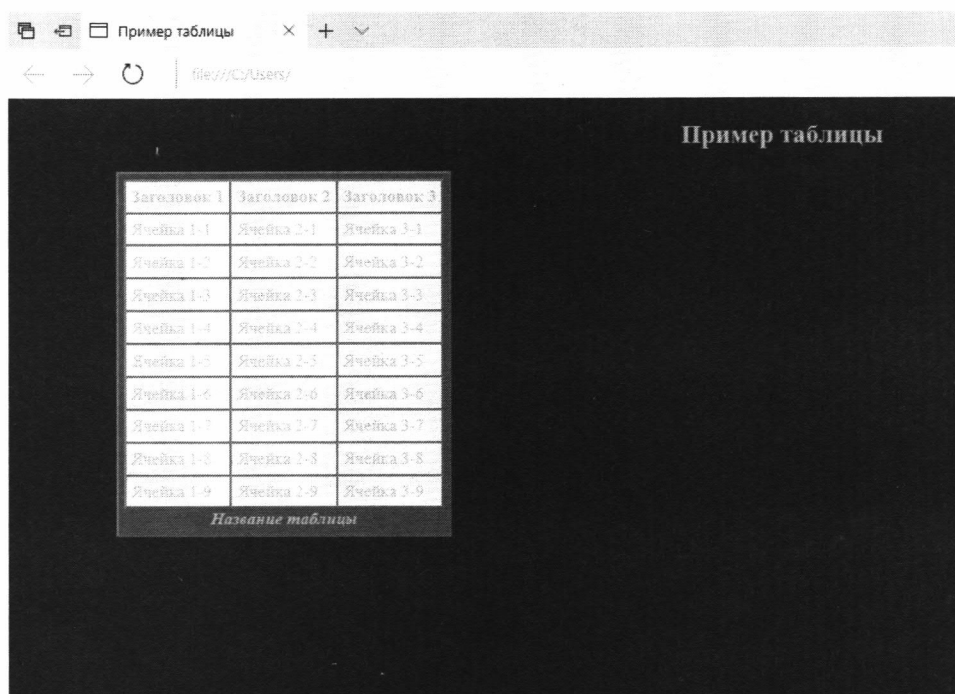 Пример таблицы
file:///C:/Users/
Пример таблицы
Заголовок 1 Заголовок 2 Заголовок 3
Ячейка 1-1 Ячейка 2-1 Ячейка 3-1
Ячейка 1-2 Ячейка 2-2 Ячейка 3-2
Ячейка 1-3 Ячейка 2-3 Ячейка 3-3
Ячейка 1-4 Ячейка 2-4 Ячейка 3-4
Ячейка 1-5 Ячейка 2-5 Ячейка 3-5
Ячейка 1-6 Ячейка 2-6 Ячейка 3-6
Ячейка 1-7 Ячейка 2-7 Ячейка 3-7
Ячейка 1-8 Ячейка 2-8 Ячейка 3-8
Ячейка 1-9 Ячейка 2-9 Ячейка 3-9
Название таблицы